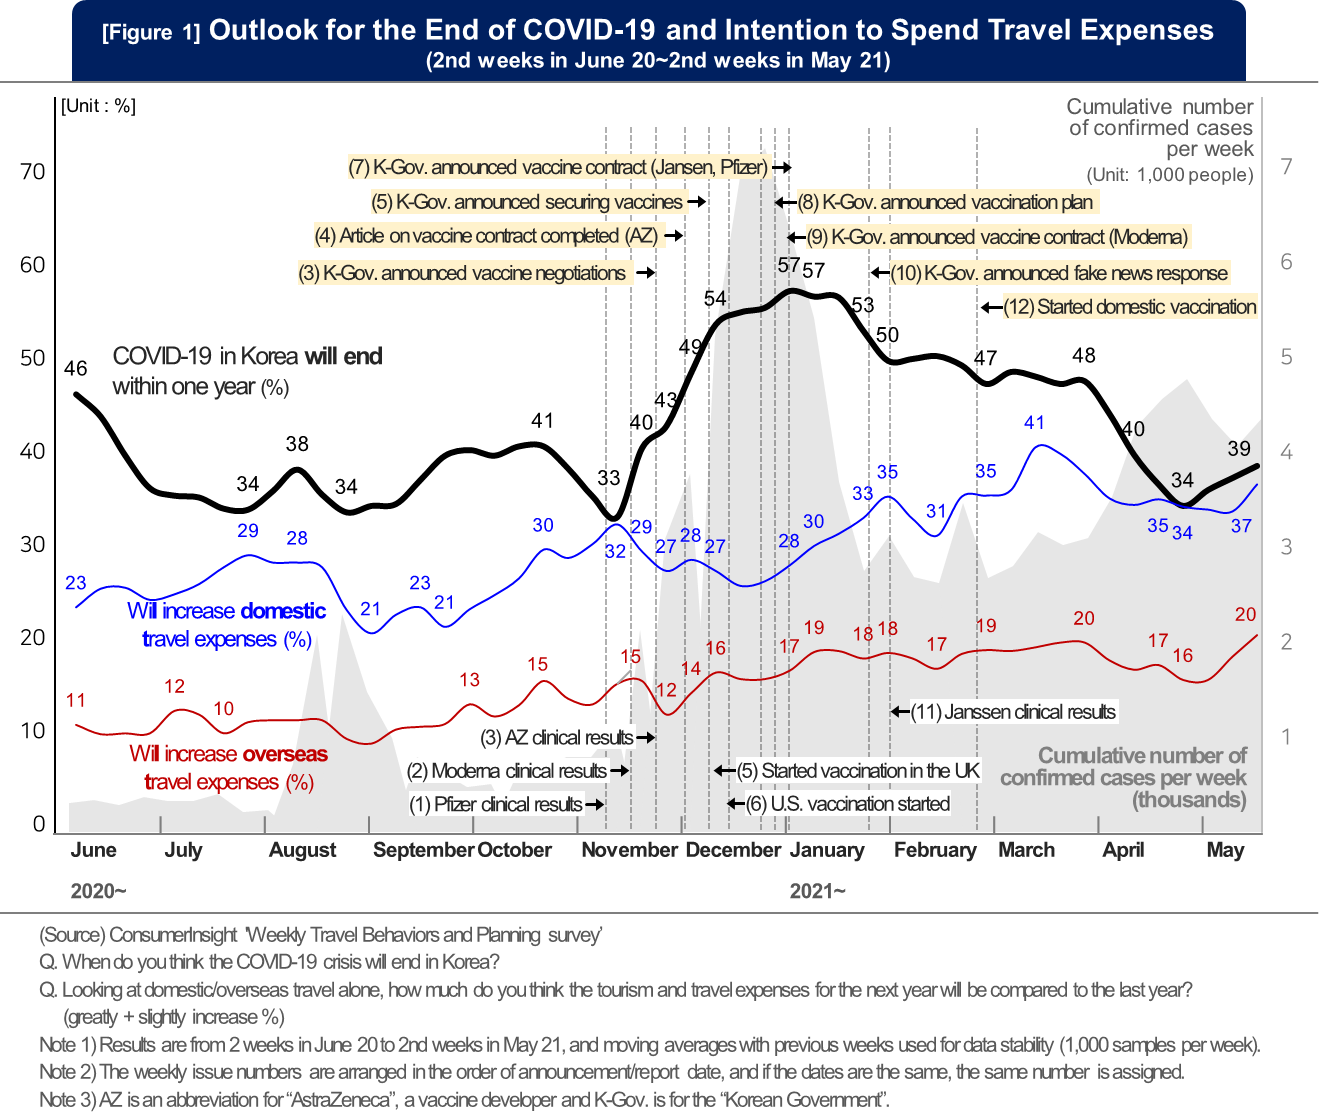 [Figure 1] Outlook for the End of COVID-19 and Intention to Spend Travel Expenses
(2nd weeks in June 20~2nd weeks in May 21)
[Unit : %]
Cumulative number
of confirmed cases
per week
(Unit: 1,000 people)
70
60
50
40
30
20
10
0
7
6
5
4
3
2
1
(7) K-Gov. announced vaccine contract (Jansen, Pfizer)
(5) K-Gov. announced securing vaccines
(8) K-Gov. announced vaccination plan
(4) Article on vaccine contract completed (AZ)
(9) K-Gov. announced vaccine contract (Moderna)
(3) K-Gov. announced vaccine negotiations
(10) K-Gov. announced fake news response
(12) Started domestic vaccination
COVID-19 in Korea will end
within one year (%)
46
34
38
34
41
33
40
43
49
54
57
57
53
50
47
48
40
34
39
23
29
28
21
23
21
30
32
29
27
28
27
28
30
33
35
31
35
41
35
34
37
Will increase domestic
travel expenses (%)
11
12
10
13
15
15
12
14
16
17
19
18
18
17
19
20
17
16
20
Will increase overseas
travel expenses (%)
(11) Janssen clinical results
(3) AZ clinical results
(2) Moderna clinical results
(5) Started vaccination in the UK
(1) Pfizer clinical results
(6) U.S. vaccination started
Cumulative number of
confirmed cases per week
(thousands)
June July August September October November December January February March April May
2020~ 2021~
(Source) ConsumerInsight 'Weekly Travel Behaviors and Planning survey'
Q. When do you think the COVID-19 crisis will end in Korea?
Q. Looking at domestic/overseas travel alone, how much do you think the tourism and travel expenses for the next year will be compared to the last year?
(greatly + slightly increase %)
Note 1) Results are from 2 weeks in June 20 to 2nd weeks in May 21, and moving averages with previous weeks used for data stability (1,000 samples per week).
Note 2) The weekly issue numbers are arranged in the order of announcement/report date, and if the dates are the same, the same number is assigned.
Note 3) AZ is an abbreviation for “AstraZeneca”, a vaccine developer and K-Gov. is for the “Korean Government”.